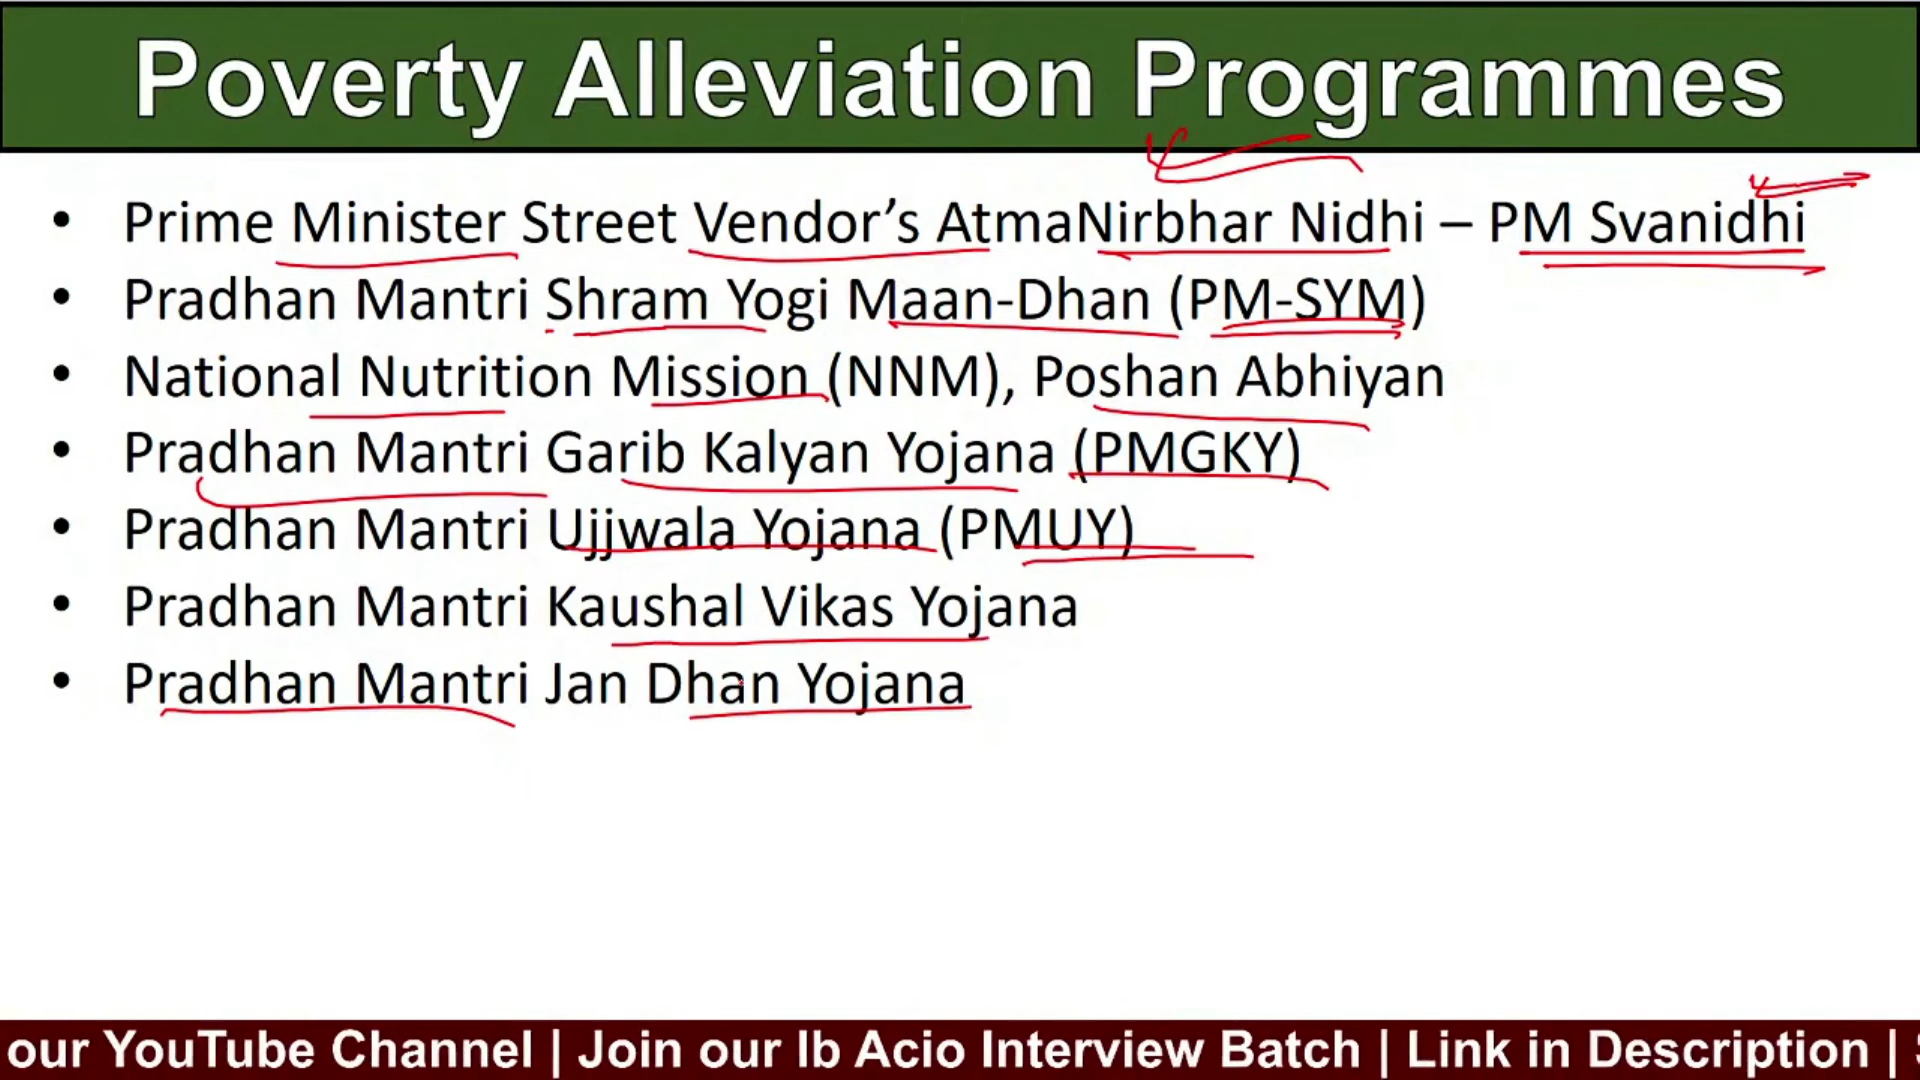 Poverty Alleviation Programmes
• Prime Minister Street Vendor’s AtmaNirbhar Nidhi – PM Svanidhi
• Pradhan Mantri Shram Yogi Maan-Dhan (PM-SYM)
• National Nutrition Mission (NNM), Poshan Abhiyan
• Pradhan Mantri Garib Kalyan Yojana (PMGKY)
• Pradhan Mantri Ujjwala Yojana (PMUY)
• Pradhan Mantri Kaushal Vikas Yojana
• Pradhan Mantri Jan Dhan Yojana
our YouTube Channel | Join our Ib Acio Interview Batch | Link in Description |